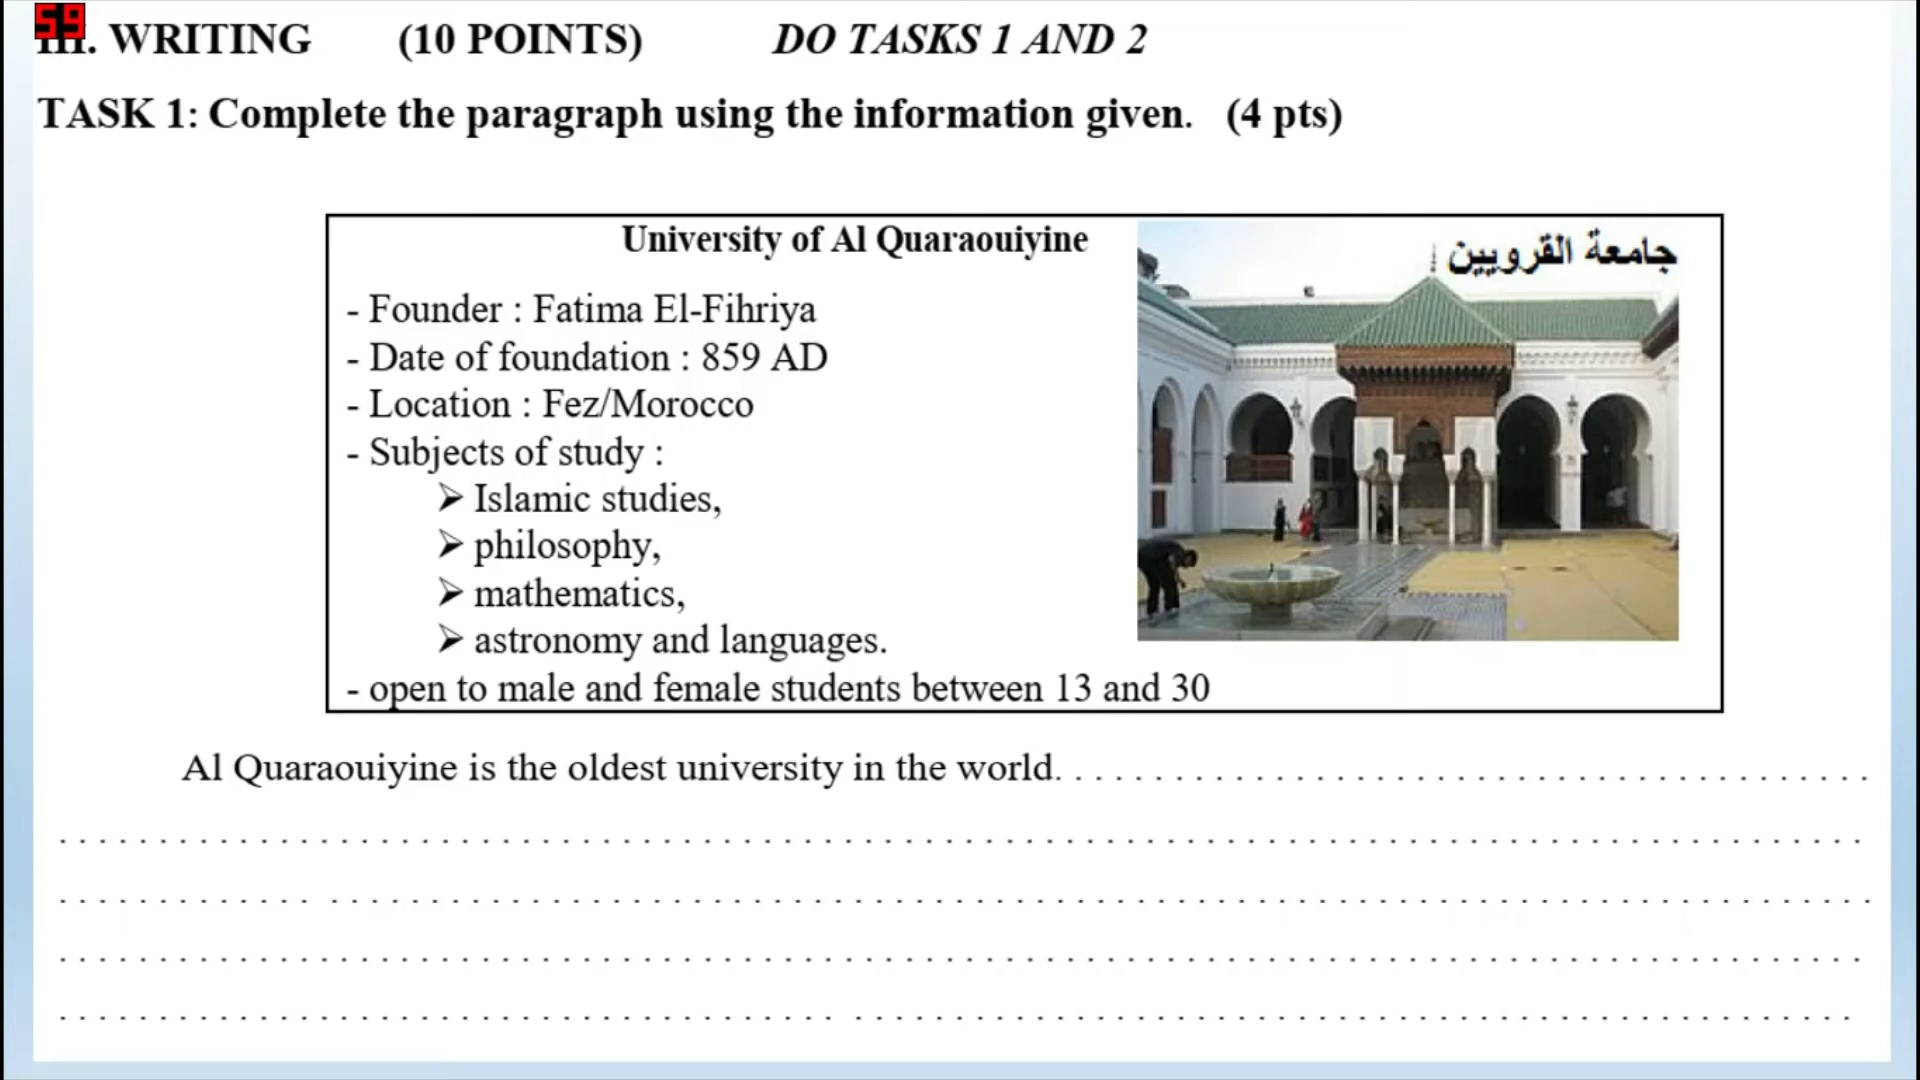 59
III. WRITING (10 POINTS) DO TASKS 1 AND 2
TASK 1: Complete the paragraph using the information given. (4 pts)
University of Al Quaraouiyine
جامعة القرويين
- Founder : Fatima El-Fihriya
- Date of foundation : 859 AD
- Location : Fez/Morocco
- Subjects of study :
➢ Islamic studies,
➢ philosophy,
➢ mathematics,
➢ astronomy and languages.
- open to male and female students between 13 and 30
Al Quaraouiyine is the oldest university in the world.